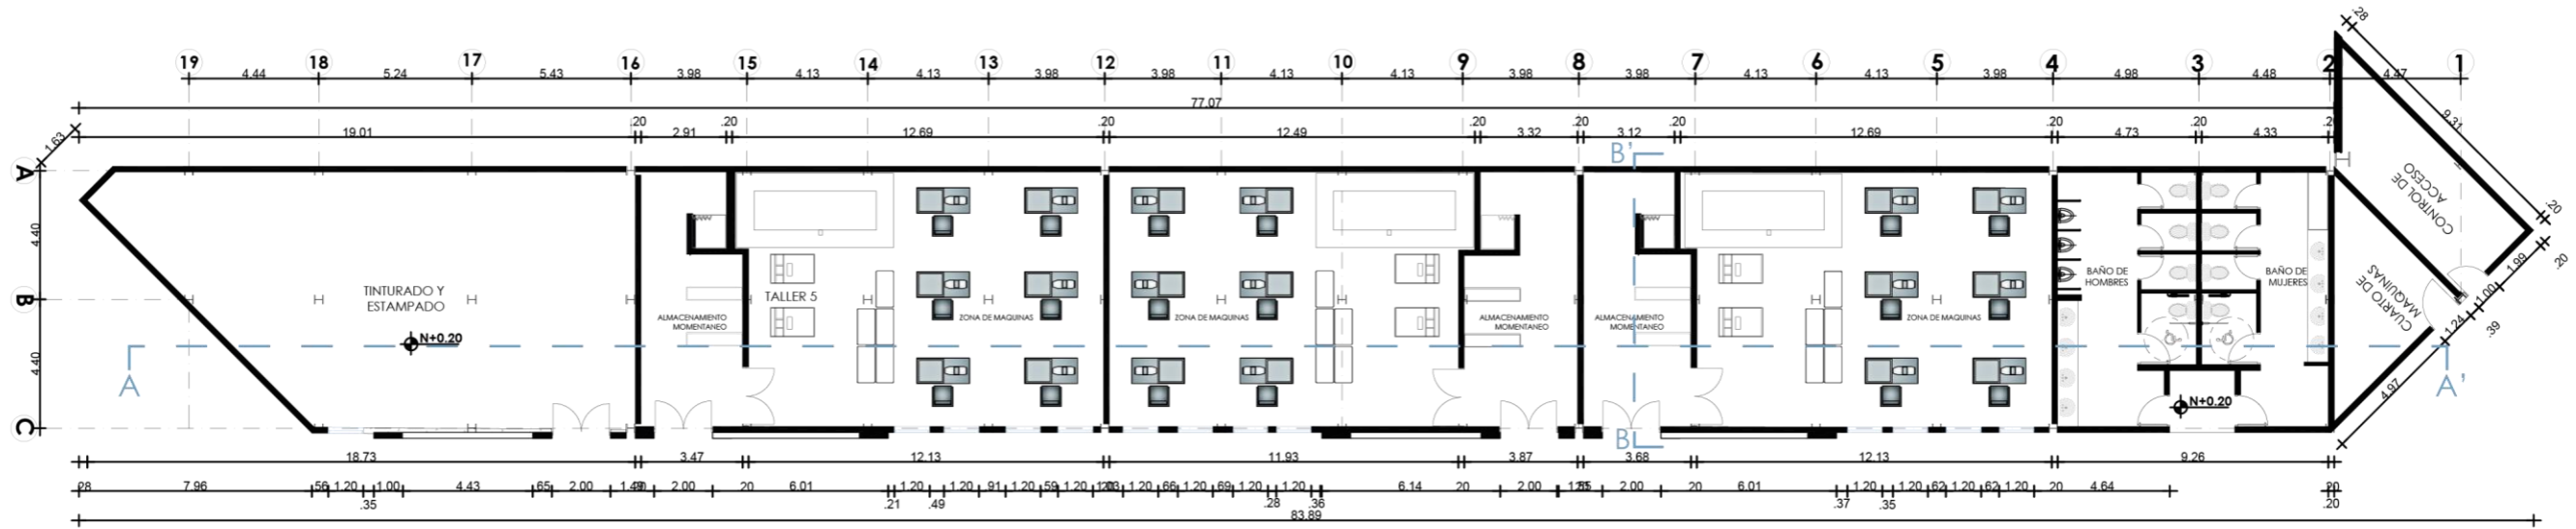 .28
19 18 17 16 15 14 13 12 11 10 9 8 7 6 5 4 3 2 1
4.44 5.24 5.43 3.98 4.13 4.13 3.98 3.98 4.13 4.13 3.98 3.98 4.13 4.13 3.98 4.98 4.48 4.47
77.07
.20 .20 .20 .20 .20 .20 .20 .20
1.63 19.01 2.91 12.69 12.49 3.32 3.12 12.69 4.73 4.33 9.31
B'
A
CONTROL DE
ACCESO
.20
4.40
TINTURADO Y
ESTAMPADO
TALLER 5
BAÑO DE
HOMBRES
BAÑO DE
MUJERES
CUARTO DE
MAQUINAS
1.99
.20
B
1.00
ALMACENAMIENTO
MOMENTANEO
ZONA DE MAQUINAS
ZONA DE MAQUINAS
ALMACENAMIENTO
MOMENTANEO
ALMACENAMIENTO
MOMENTANEO
ZONA DE MAQUINAS
1.24
.39
N+0.20
4.40
A
A'
4.97
N+0.20
C
B
18.73 3.47 12.13 11.93 3.87 3.68 12.13 9.26
28 7.96 .56 1.20 1.00 4.43 .65 2.00 2.00 20 6.01 1.20 1.20 .91 1.20 .59 1.20 1.20 .66 1.20 .69 1.20 1.20 6.14 20 2.00 2.00 20 6.01 1.20 1.20 .62 1.20 .62 1.20 .20 4.64
.35 .21 .49 .28 .36 .37 .35 .20
83.89